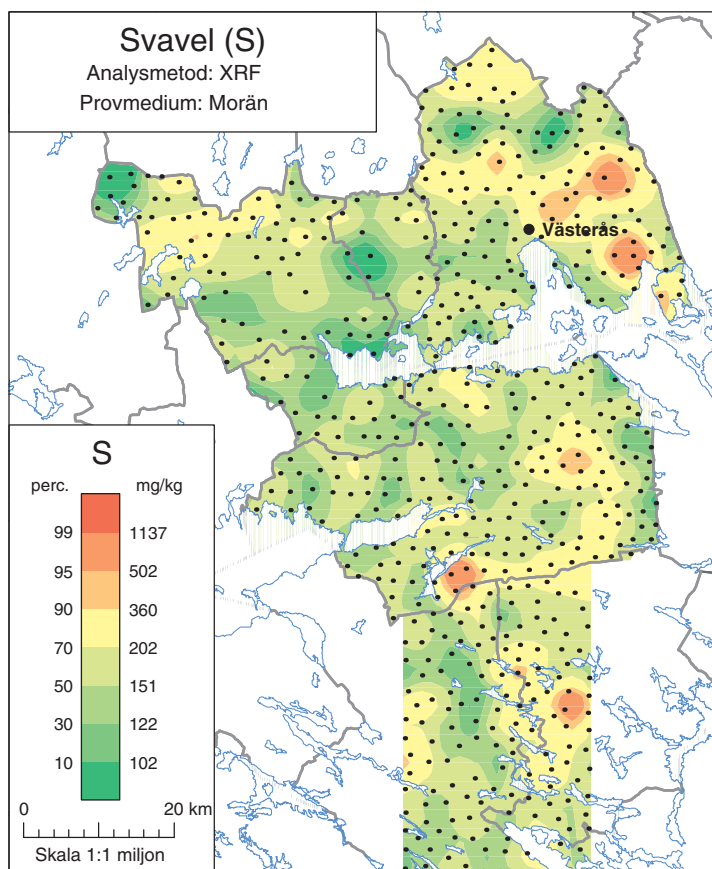 Svavel (S)
Analysmetod: XRF
Provmedium: Morän
Västerås
S
perc. mg/kg
99 1137
95 502
90 360
70 202
50 151
30 122
10 102
0 20 km
Skala 1:1 miljon